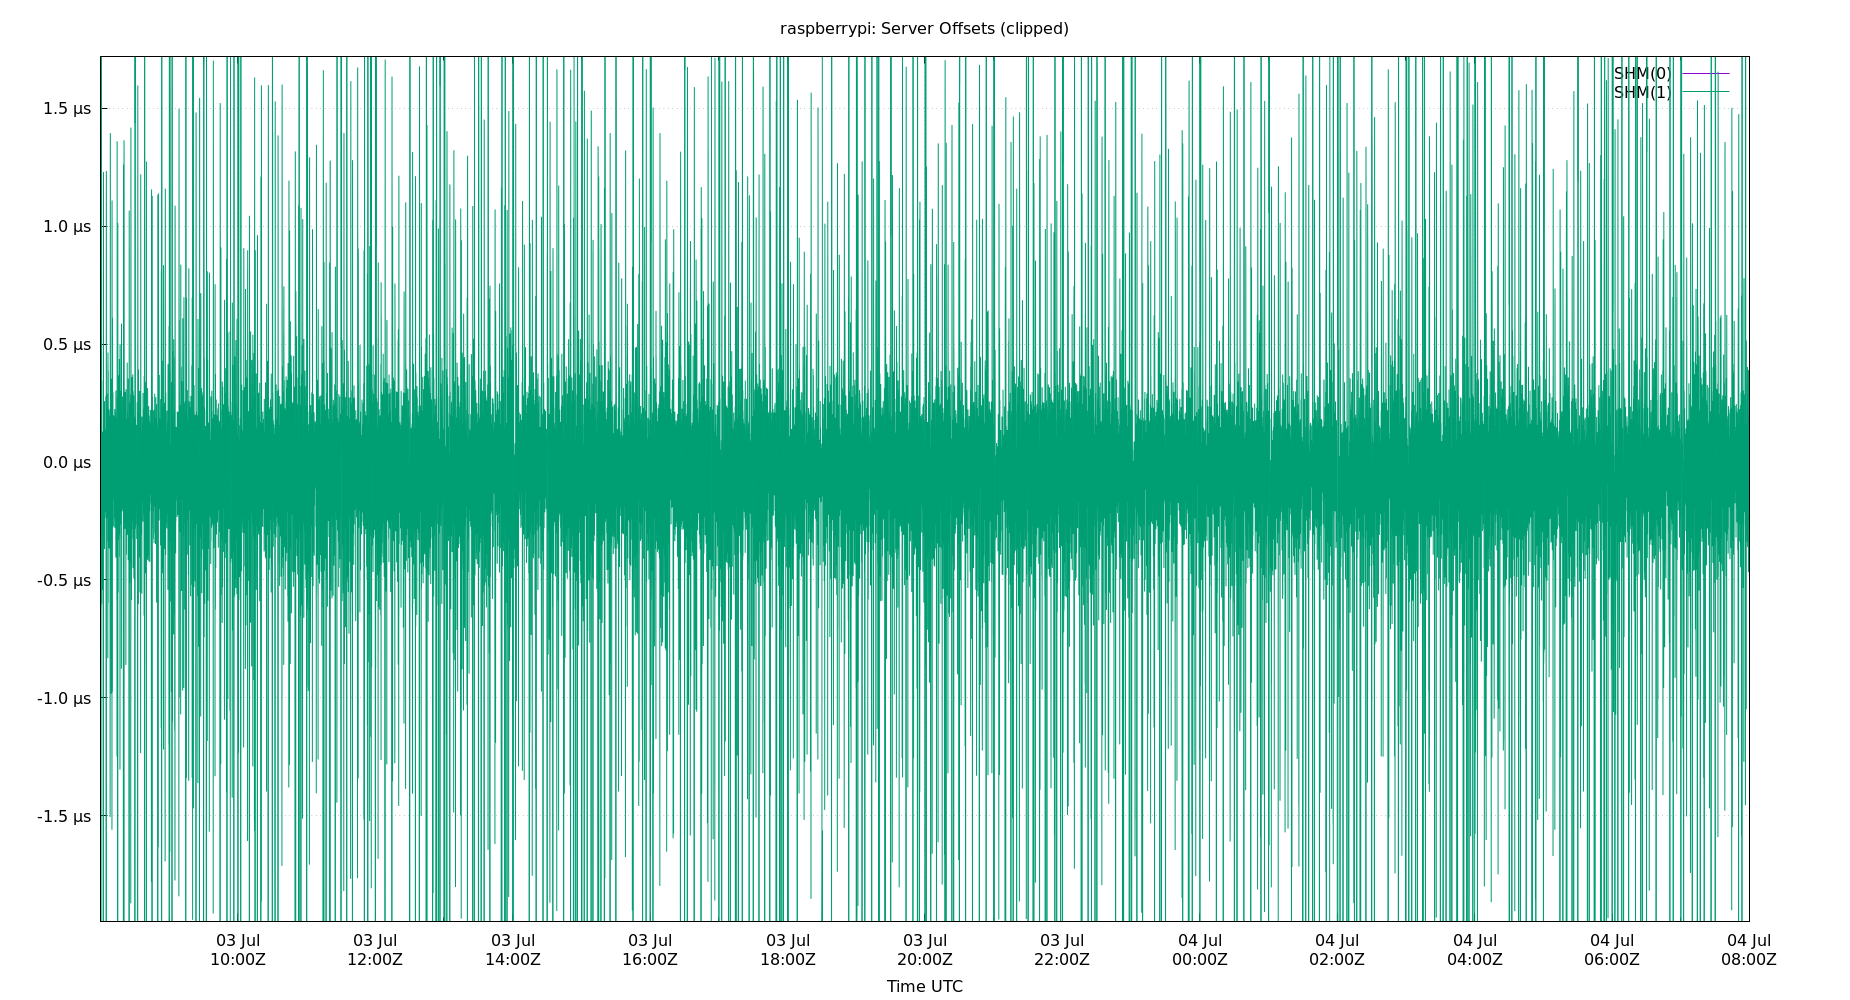 raspberrypi: Server Offsets (clipped)
SHM(0)
SHM(1)
1.5 µs
1.0 µs
0.5 µs
0.0 µs
-0.5 µs
-1.0 µs
-1.5 µs
03 Jul 03 Jul 03 Jul 03 Jul 03 Jul 03 Jul 03 Jul 04 Jul 04 Jul 04 Jul 04 Jul 04 Jul
10:00Z 12:00Z 14:00Z 16:00Z 18:00Z 20:00Z 22:00Z 00:00Z 02:00Z 04:00Z 06:00Z 08:00Z
Time UTC